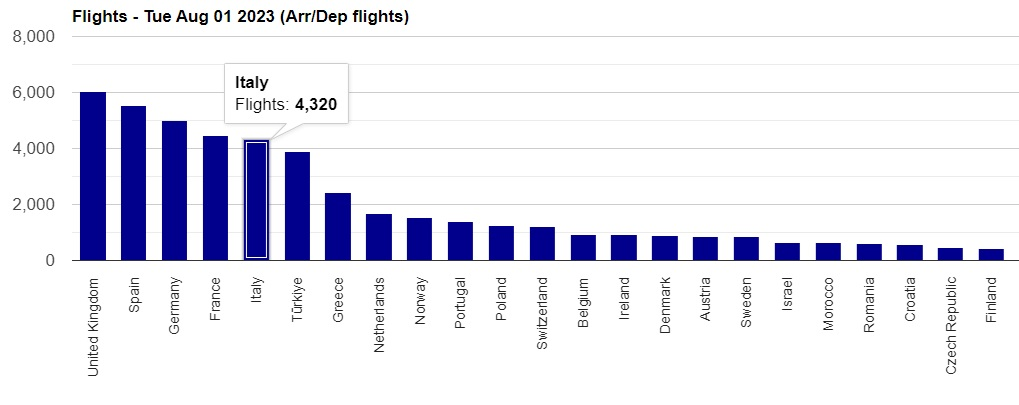 Flights - Tue Aug 01 2023 (Arr/Dep flights)
8,000
6,000
4,000
2,000
0
Italy
Flights: 4,320
United Kingdom
Spain
Germany
France
Italy
Türkiye
Greece
Netherlands
Norway
Portugal
Poland
Switzerland
Belgium
Ireland
Denmark
Austria
Sweden
Israel
Morocco
Romania
Croatia
Czech Republic
Finland